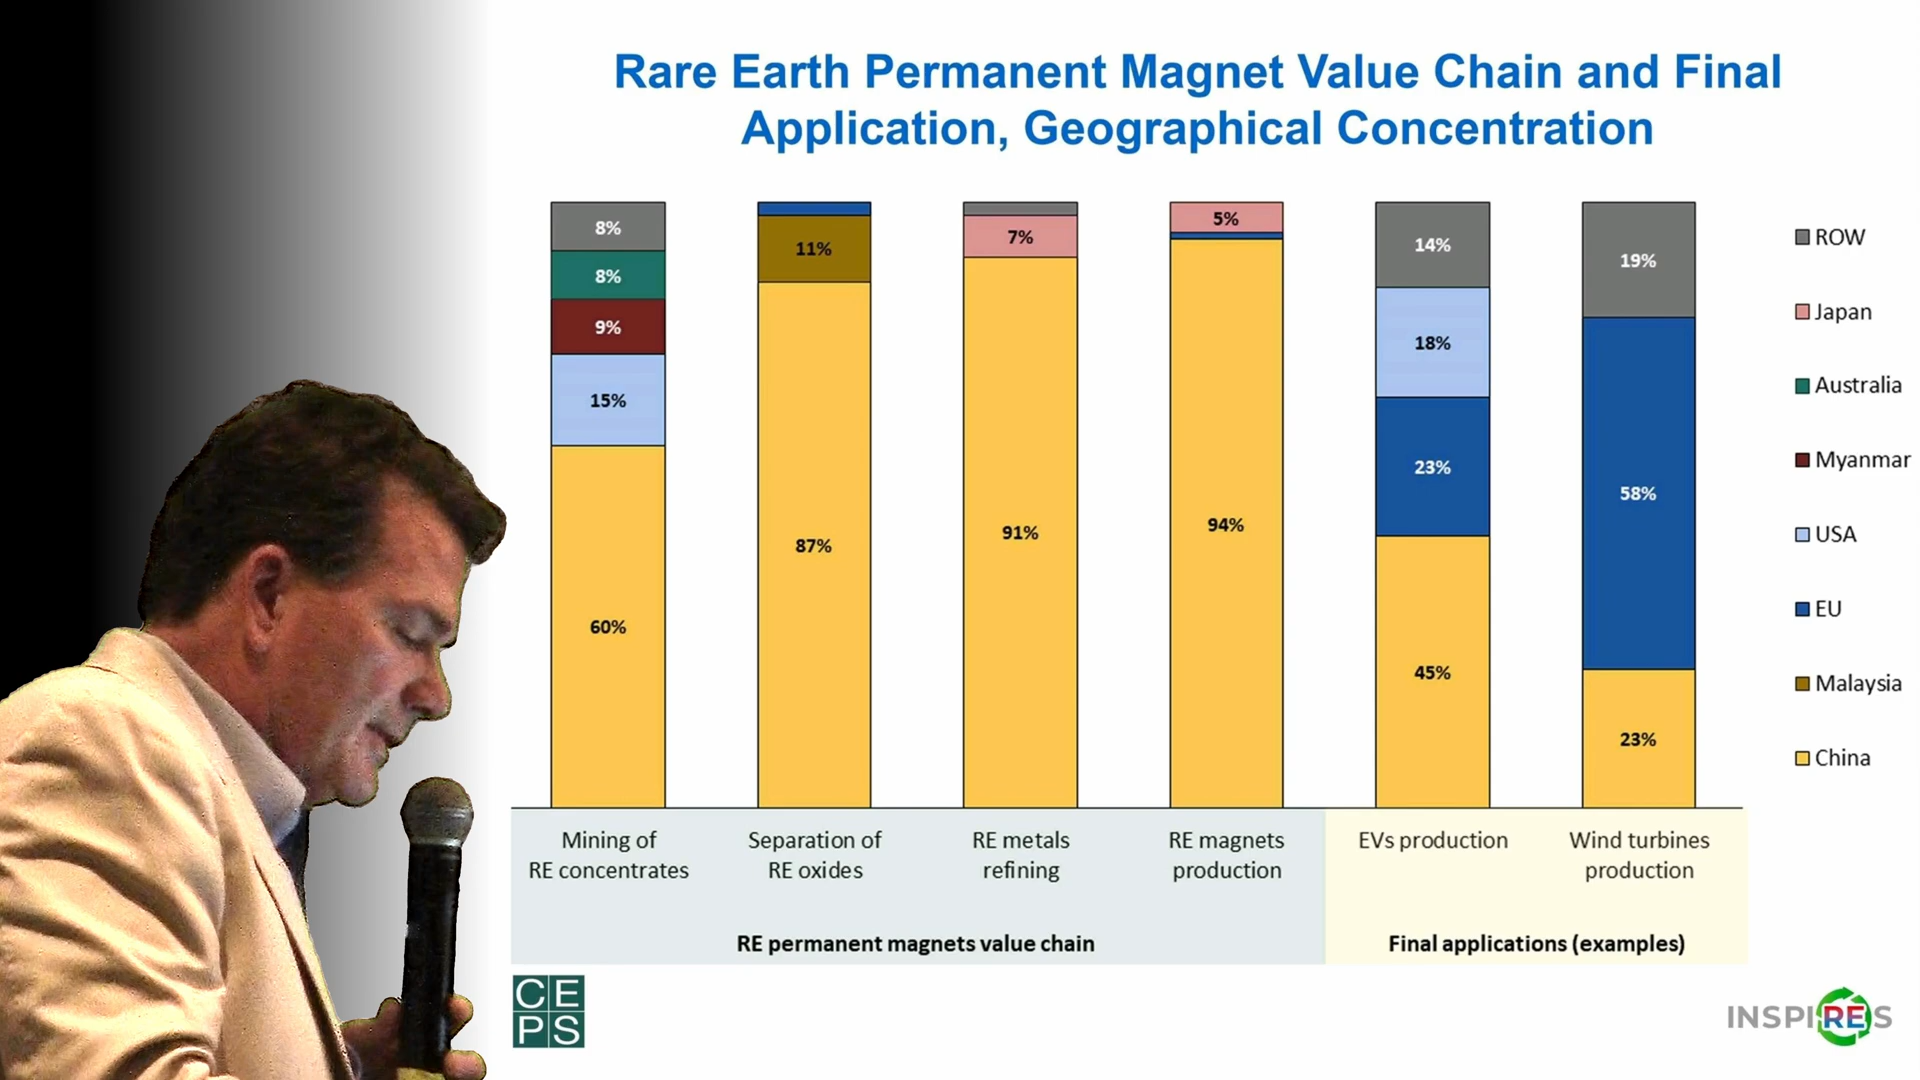 Rare Earth Permanent Magnet Value Chain and Final
Application, Geographical Concentration
8%
8%
9%
15%
60%
11%
87%
7%
91%
5%
94%
14%
18%
23%
45%
19%
58%
23%
ROW
Japan
Australia
Myanmar
USA
EU
Malaysia
China
Mining of
RE concentrates
Separation of
RE oxides
RE metals
refining
RE magnets
production
EVs production
Wind turbines
production
RE permanent magnets value chain
Final applications (examples)
CE
PS
INSPIRES